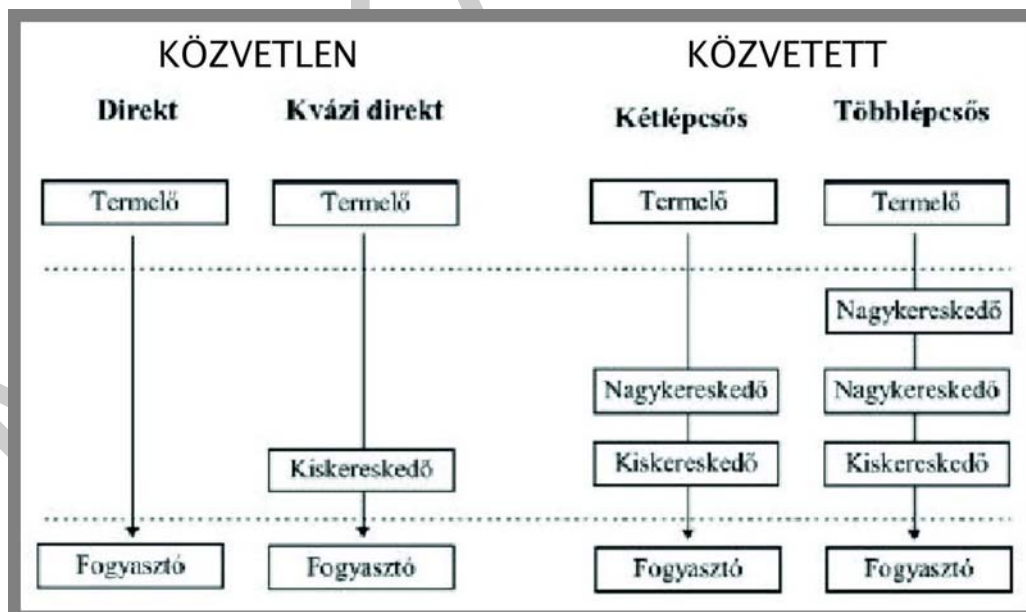 KÖZVETLEN KÖZVETETT
Direkt Kvázi direkt Kétlépcsős Többlépcsős
Termelő Termelő Termelő Termelő
Nagykereskedő
Nagykereskedő Nagykereskedő
Kiskereskedő Kiskereskedő Kiskereskedő
Fogyasztó Fogyasztó Fogyasztó Fogyasztó